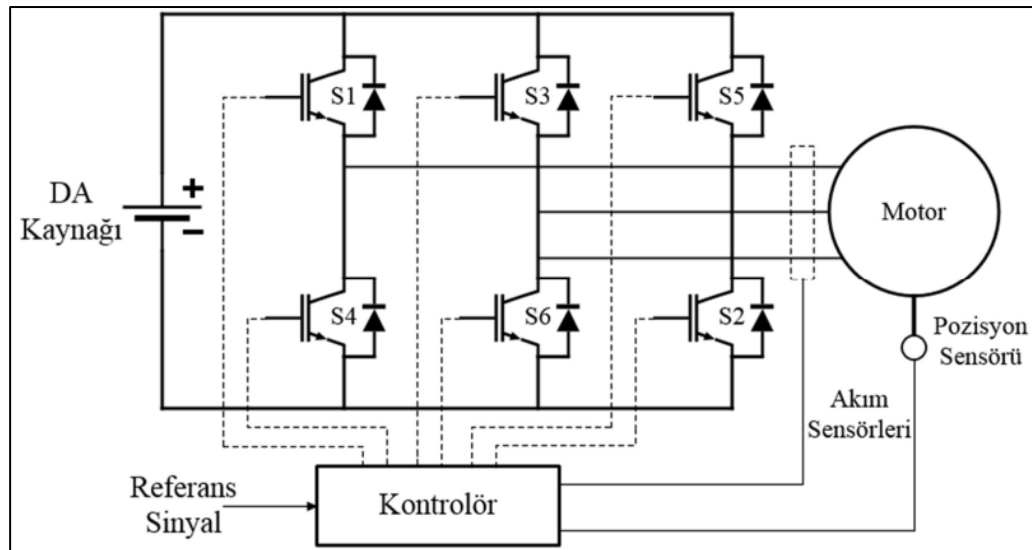 S1
S3
S5
DA
Kaynağı
+
-
Motor
S4
S6
S2
Pozisyon
Sensörü
Akım
Sensörleri
Referans
Sinyal
Kontrolör